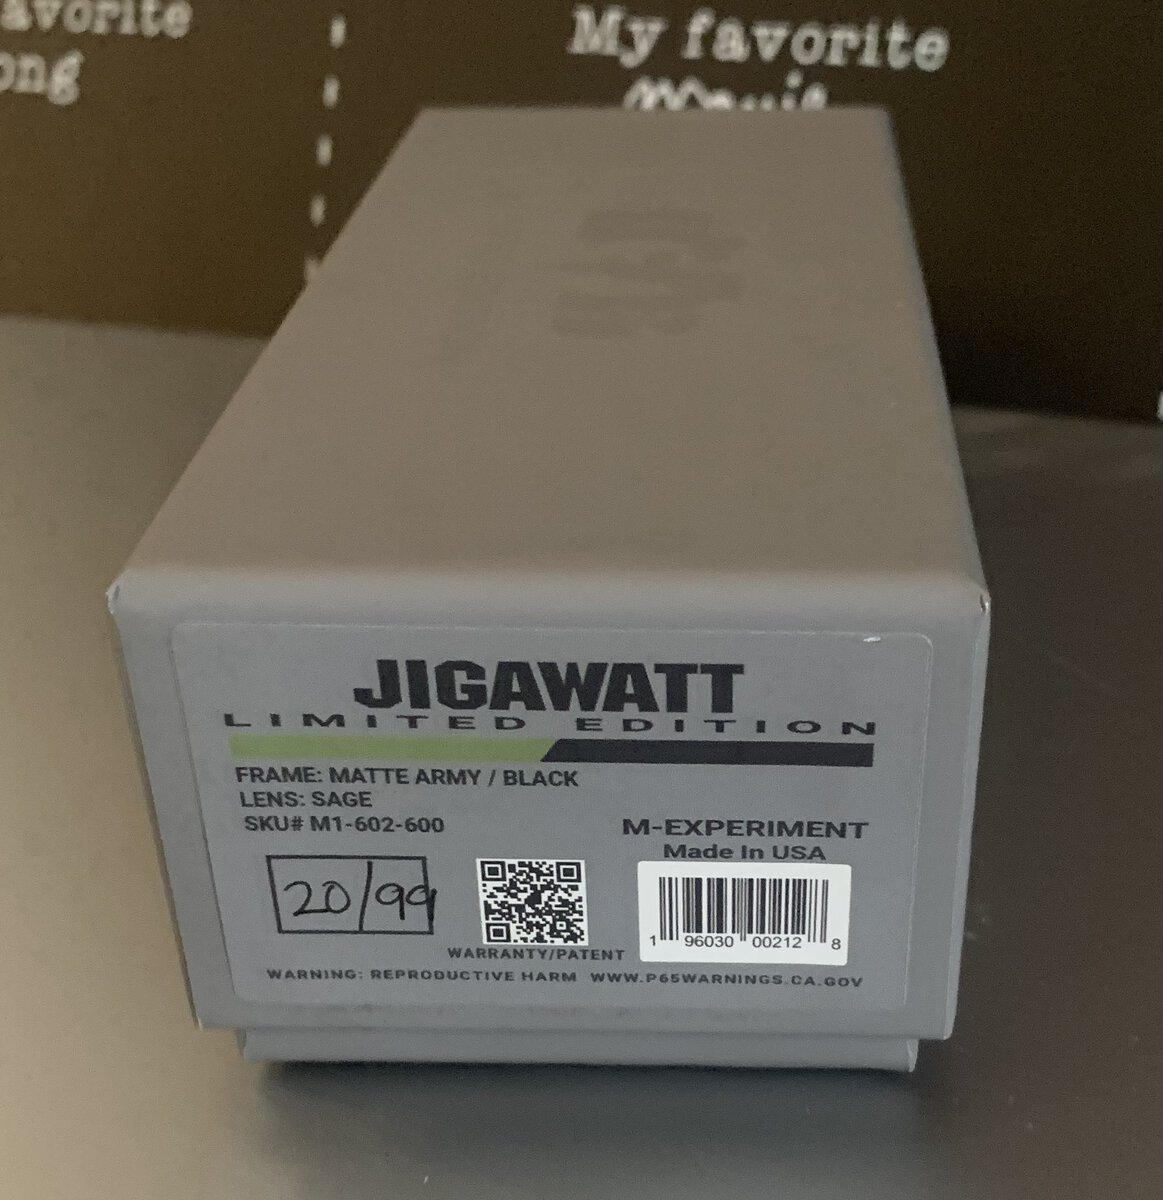 avorite
ong
My favorite
JIGAWATT
LIMITED EDITION
FRAME: MATTE ARMY / BLACK
LENS: SAGE
SKU# M1-602-600
M-EXPERIMENT
Made In USA
20/99
1 96030 00212 8
WARRANTY/PATENT
WARNING: REPRODUCTIVE HARM WWW.P65WARNINGS.CA.GOV